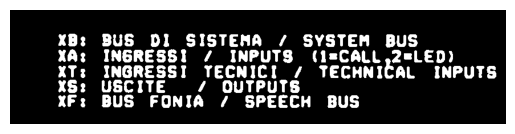 XB: BUS DI SISTEMA / SYSTEM BUS
XA: INGRESSI / INPUTS (1=CALL,2=LED)
XT: INGRESSI TECNICI / TECHNICAL INPUTS
XS: USCITE / OUTPUTS
XF: BUS FONIA / SPEECH BUS